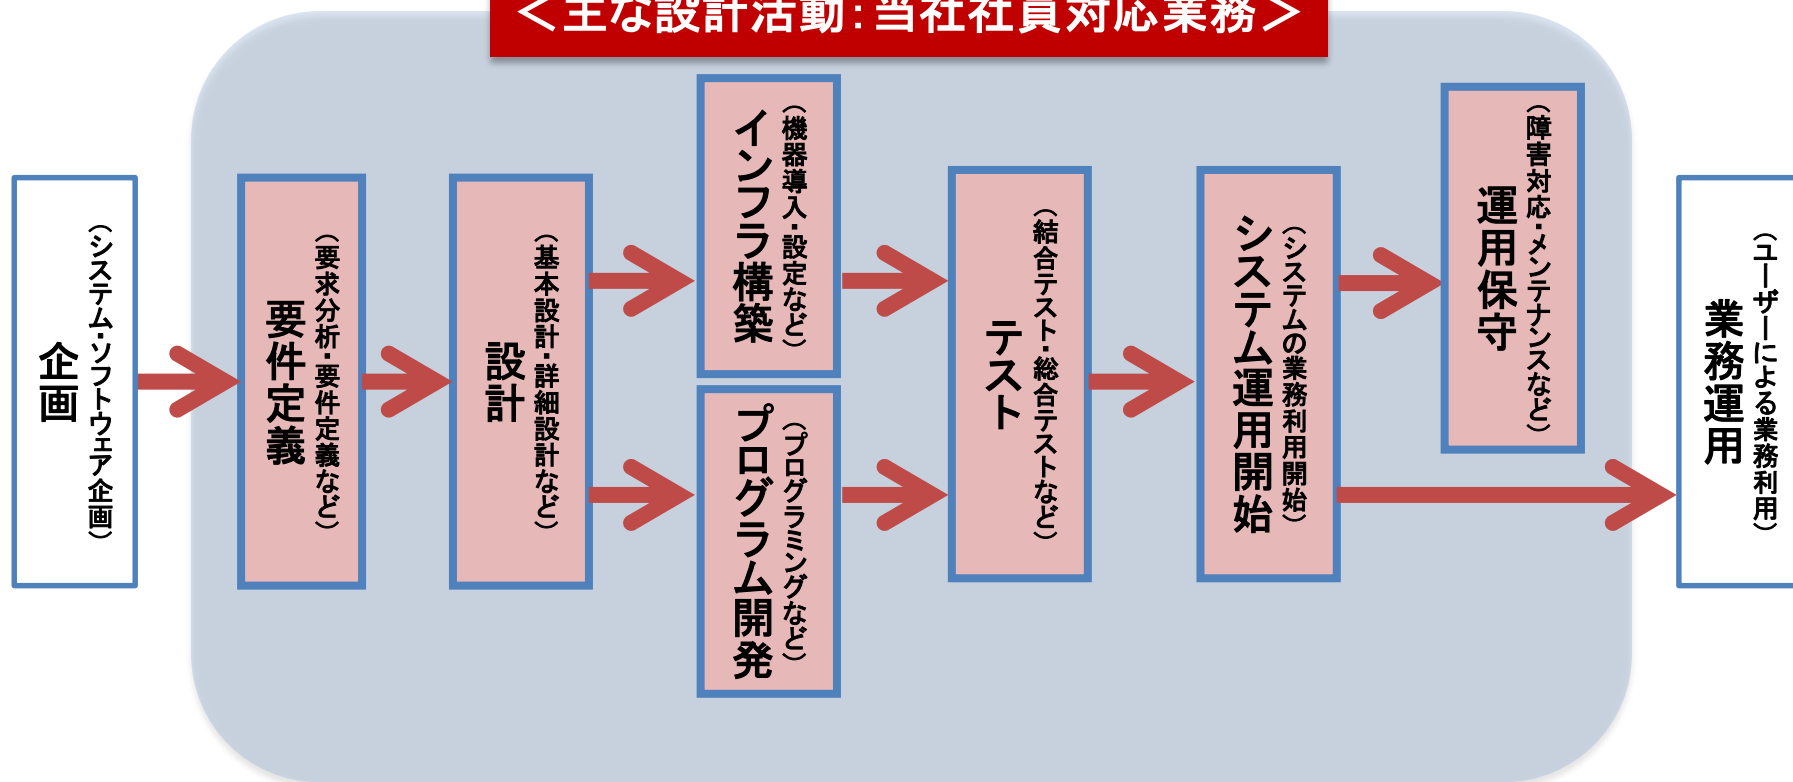 ＜主な設計活動：当社社員対応業務＞
企画
（システム・ソフトウェア企画）
要件定義
（要求分析・要件定義など）
設計
（基本設計・詳細設計など）
インフラ構築
（機器導入・設定など）
プログラム開発
（プログラミングなど）
テスト
（結合テスト・総合テストなど）
システム運用開始
（システムの業務利用開始）
運用保守
（障害対応・メンテナンスなど）
業務運用
（ユーザーによる業務利用）